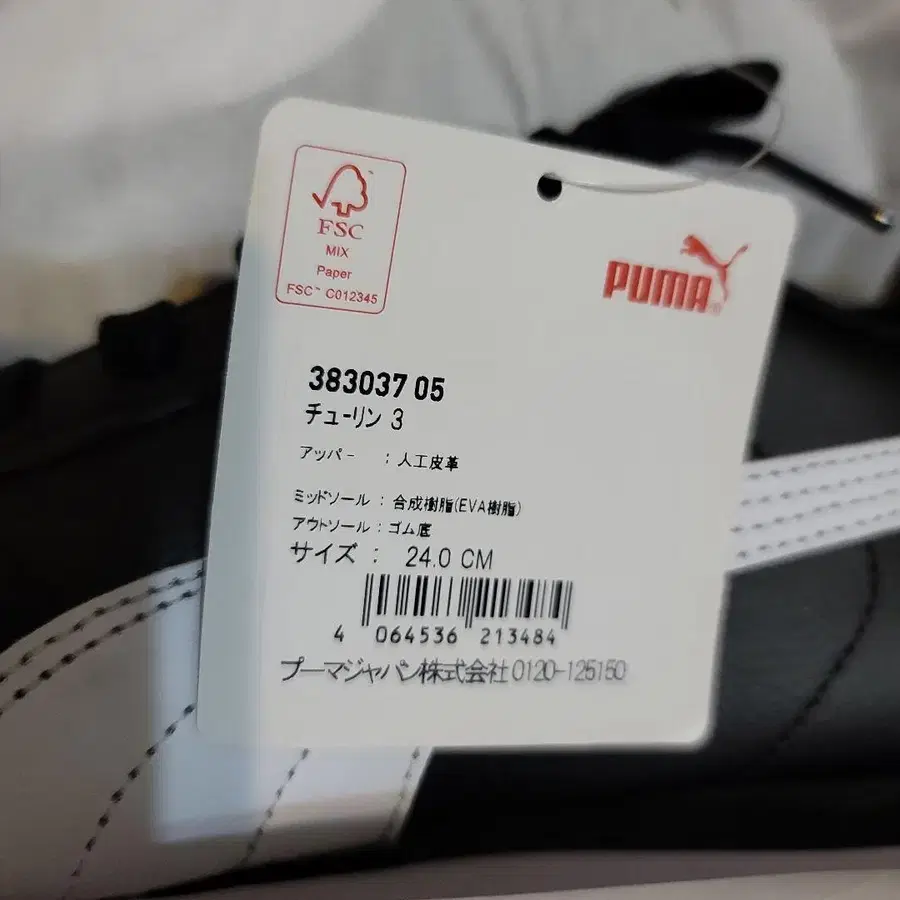 FSC
MIX
Paper
FSC™ C012345
PUMA®
383037 05
チューリン 3
アッパー : 人工皮革
ミッドソール : 合成樹脂(EVA樹脂)
アウトソール : ゴム底
サイズ : 24.0 CM
4 064536 213484
プーマジャパン株式会社 0120-125150